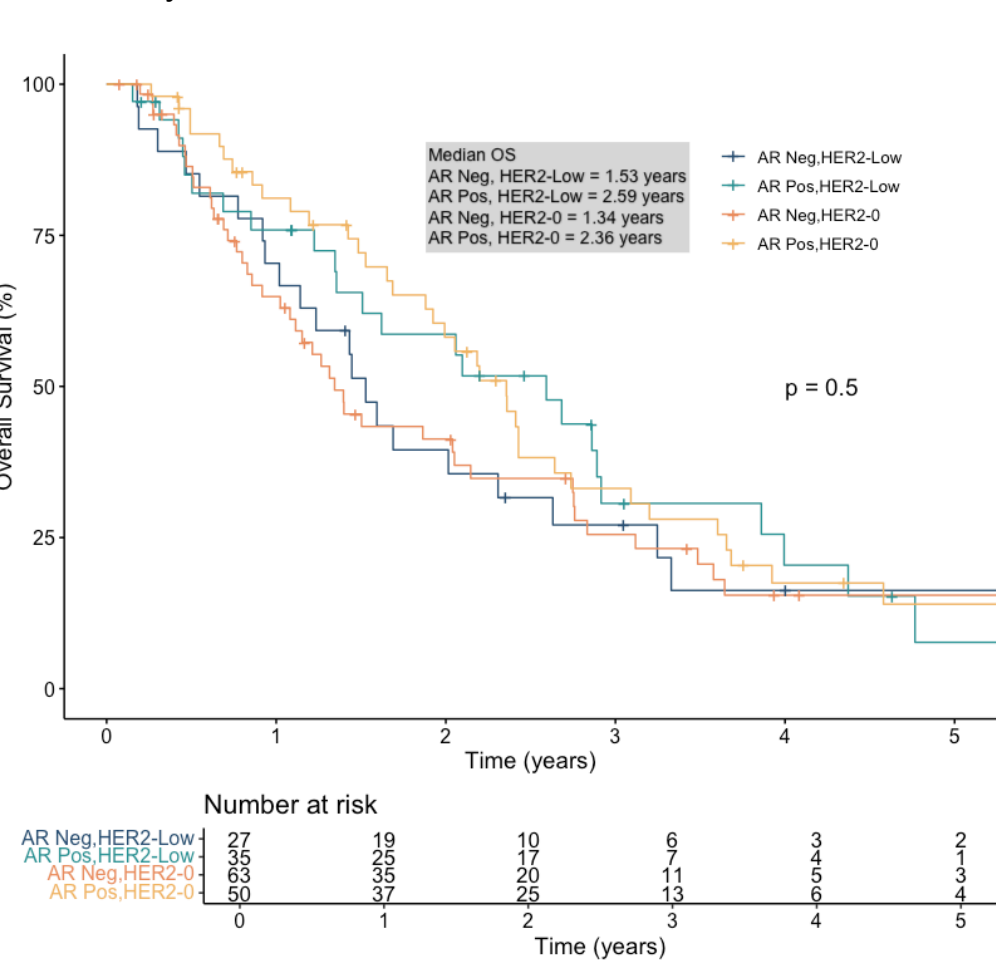 100
75
50
25
0
Overall Survival (%)
Median OS
AR Neg, HER2-Low = 1.53 years
AR Pos, HER2-Low = 2.59 years
AR Neg, HER2-0 = 1.34 years
AR Pos, HER2-0 = 2.36 years
AR Neg,HER2-Low
AR Pos,HER2-Low
AR Neg,HER2-0
AR Pos,HER2-0
p = 0.5
0 1 2 3 4 5
Time (years)
Number at risk
AR Neg,HER2-Low 27 19 10 6 3 2
AR Pos,HER2-Low 35 25 17 7 4 1
AR Neg,HER2-0 63 35 20 11 5 3
AR Pos,HER2-0 50 37 25 13 6 4
0 1 2 3 4 5
Time (years)